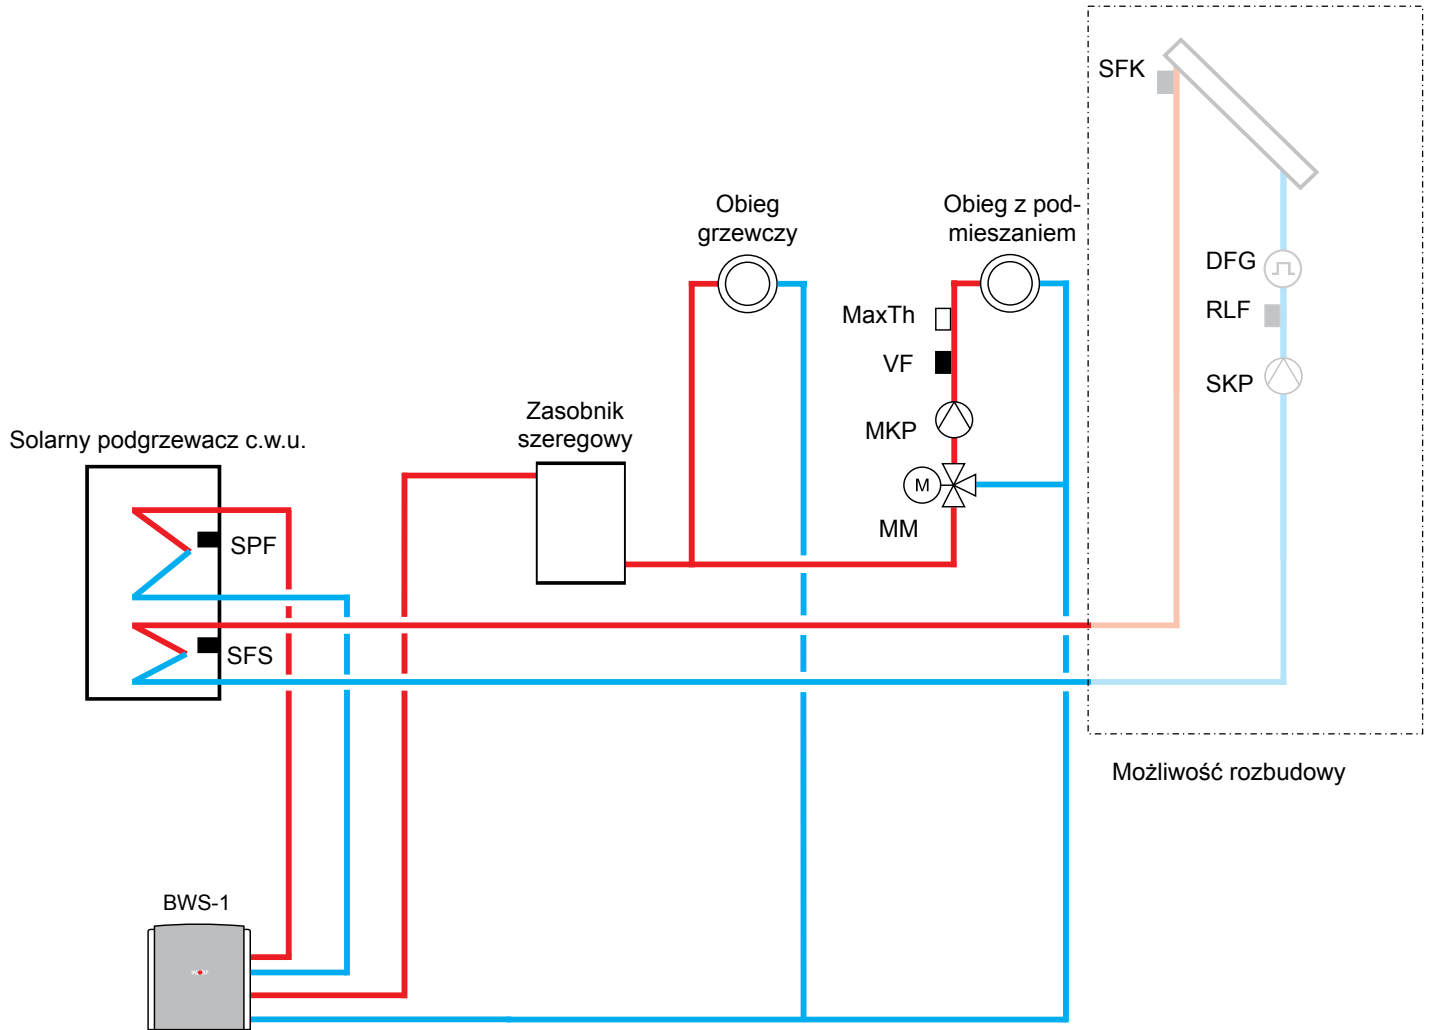 SFK
Obieg
grzewczy
Obieg z pod-
mieszaniem
DFG
MaxTh
RLF
VF
SKP
Zasobnik
szeregowy
MKP
Solarny podgrzewacz c.w.u.
M
MM
SPF
SFS
Możliwość rozbudowy
BWS-1